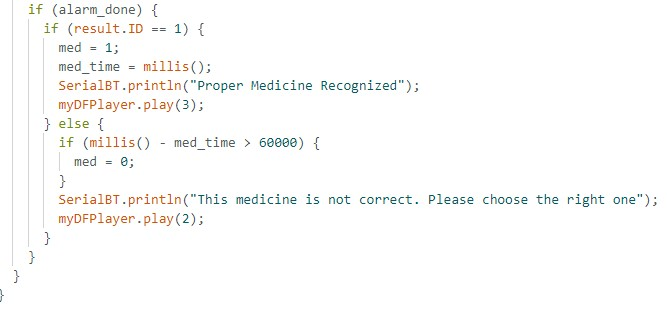 if (alarm_done) {
if (result.ID == 1) {
med = 1;
med_time = millis();
SerialBT.println("Proper Medicine Recognized");
myDFPlayer.play(3);
} else {
if (millis() - med_time > 60000) {
med = 0;
}
SerialBT.println("This medicine is not correct. Please choose the right one");
myDFPlayer.play(2);
}
}
}
}